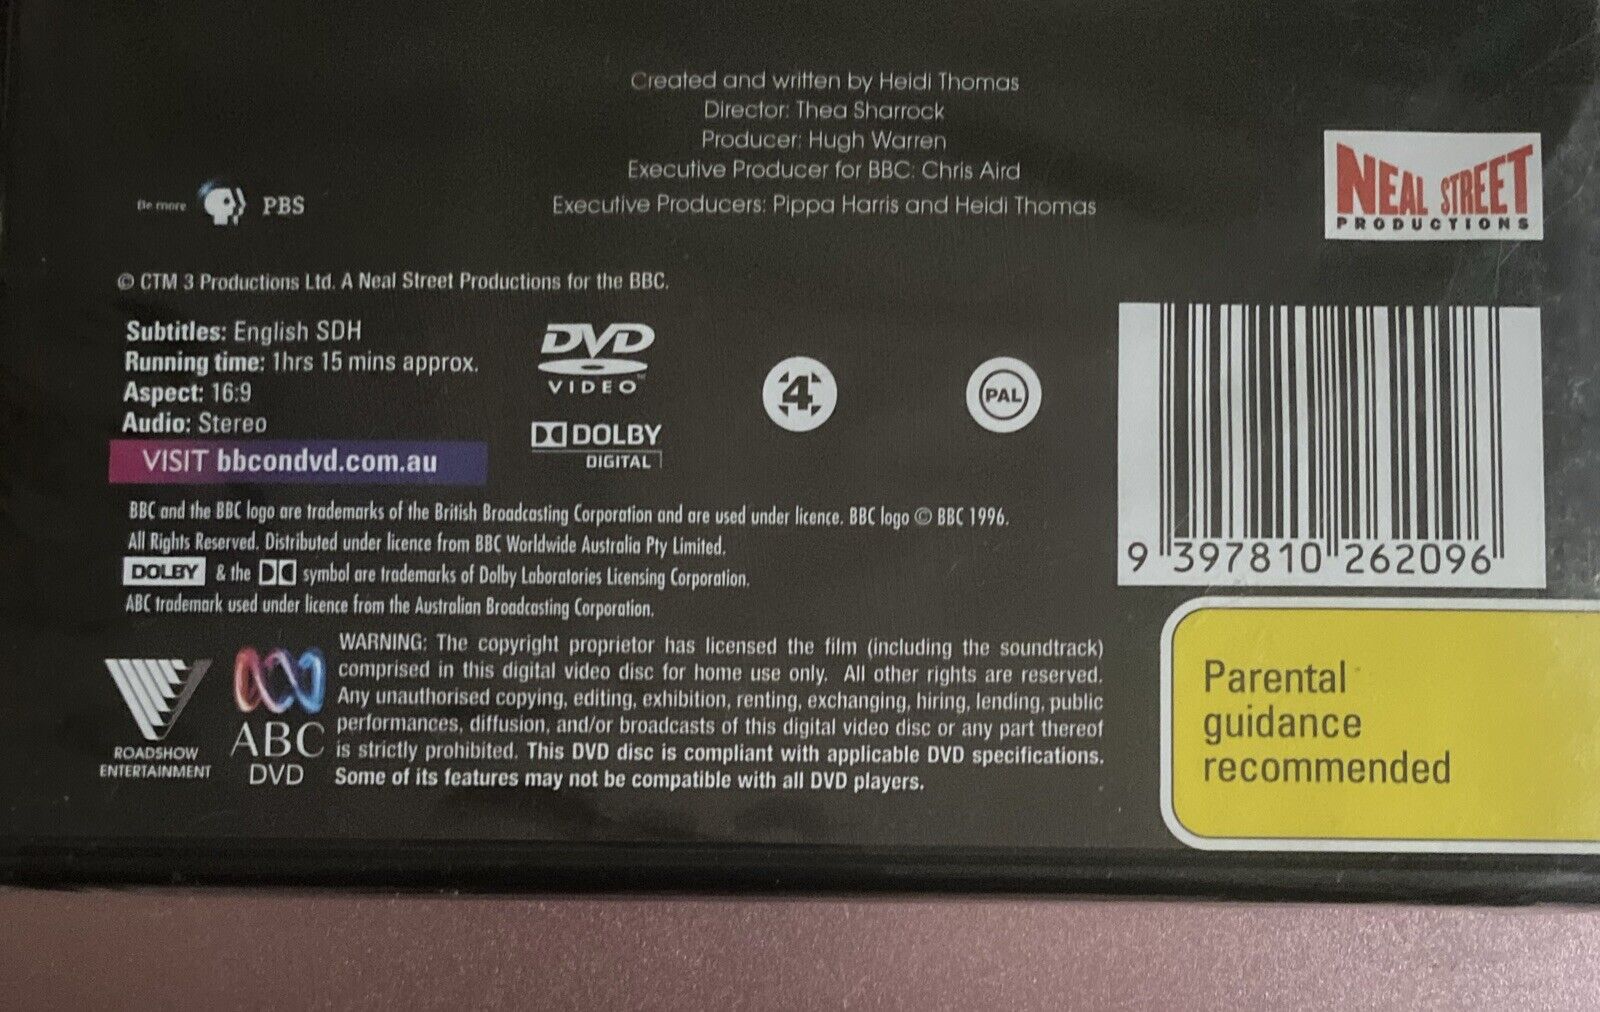 Created and written by Heidi Thomas
Director: Thea Sharrock
Producer: Hugh Warren
Executive Producer for BBC: Chris Aird
Executive Producers: Pippa Harris and Heidi Thomas
Be more PBS
NEAL STREET
PRODUCTIONS
© CTM 3 Productions Ltd. A Neal Street Productions for the BBC.
Subtitles: English SDH
Running time: 1hrs 15 mins approx.
Aspect: 16:9
Audio: Stereo
VISIT bbcondvd.com.au
DVD
VIDEO™
DOLBY
DIGITAL
4
PAL
9 397810 262096
BBC and the BBC logo are trademarks of the British Broadcasting Corporation and are used under licence. BBC logo © BBC 1996.
All Rights Reserved. Distributed under licence from BBC Worldwide Australia Pty Limited.
DOLBY & the symbol are trademarks of Dolby Laboratories Licensing Corporation.
ABC trademark used under licence from the Australian Broadcasting Corporation.
ROADSHOW
ENTERTAINMENT
ABC
DVD
WARNING: The copyright proprietor has licensed the film (including the soundtrack)
comprised in this digital video disc for home use only. All other rights are reserved.
Any unauthorised copying, editing, exhibition, renting, exchanging, hiring, lending, public
performances, diffusion, and/or broadcasts of this digital video disc or any part thereof
is strictly prohibited. This DVD disc is compliant with applicable DVD specifications.
Some of its features may not be compatible with all DVD players.
Parental
guidance
recommended